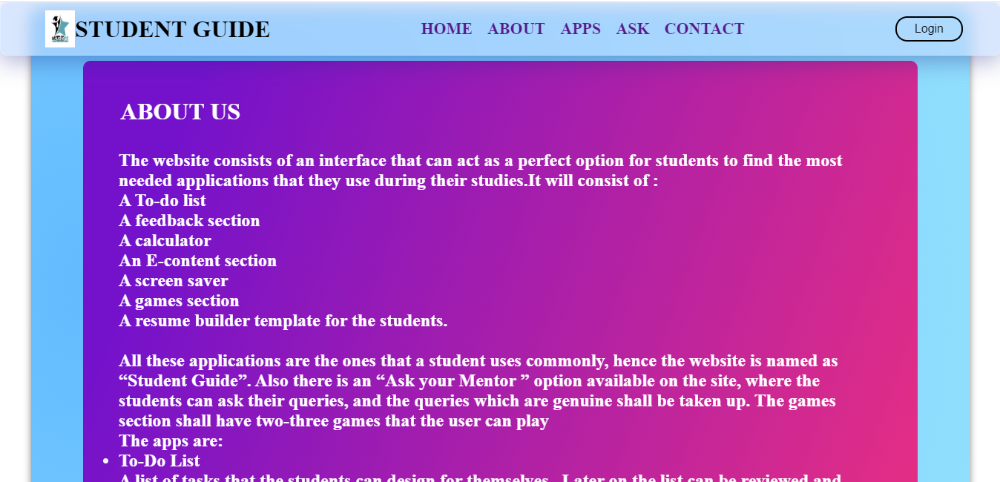 STUDENT GUIDE
HOME ABOUT APPS ASK CONTACT
Login
ABOUT US
The website consists of an interface that can act as a perfect option for students to find the most
needed applications that they use during their studies.It will consist of :
A To-do list
A feedback section
A calculator
An E-content section
A screen saver
A games section
A resume builder template for the students.
All these applications are the ones that a student uses commonly, hence the website is named as
“Student Guide”. Also there is an “Ask your Mentor ” option available on the site, where the
students can ask their queries, and the queries which are genuine shall be taken up. The games
section shall have two-three games that the user can play
The apps are:
• To-Do List
A list of tasks that the students can design for themselves . Later on the list can be reviewed and